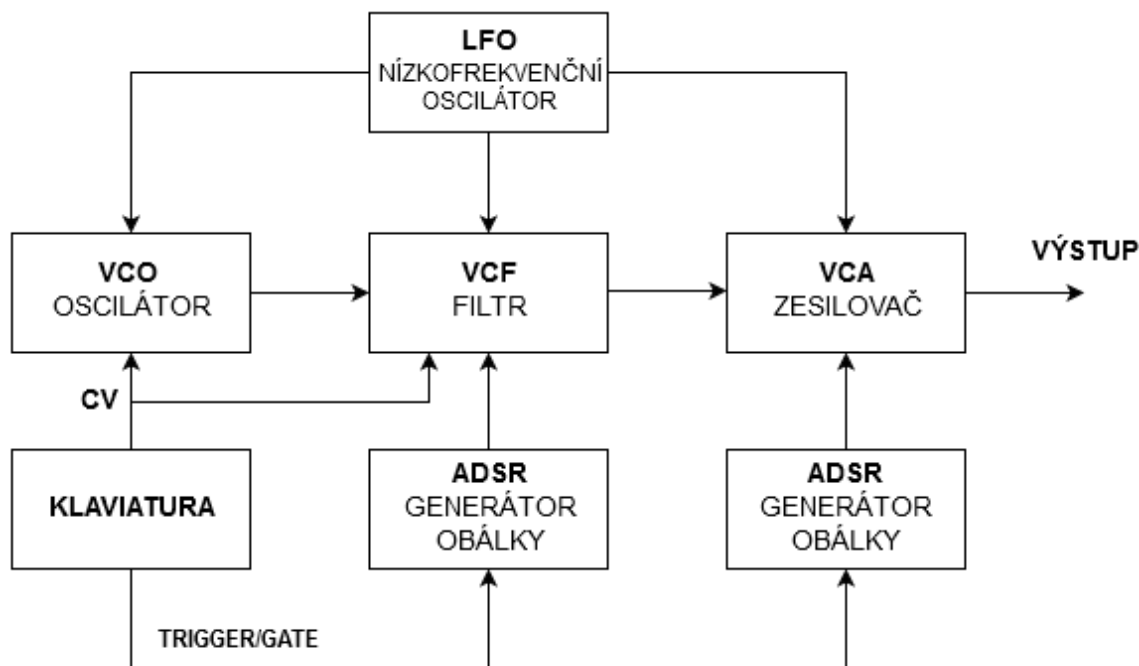 LFO
NÍZKOFREKVENČNÍ
OSCILÁTOR
VCO
OSCILÁTOR
VCF
FILTR
VCA
ZESILOVAČ
VÝSTUP
CV
KLAVIATURA
ADSR
GENERÁTOR
OBÁLKY
ADSR
GENERÁTOR
OBÁLKY
TRIGGER/GATE